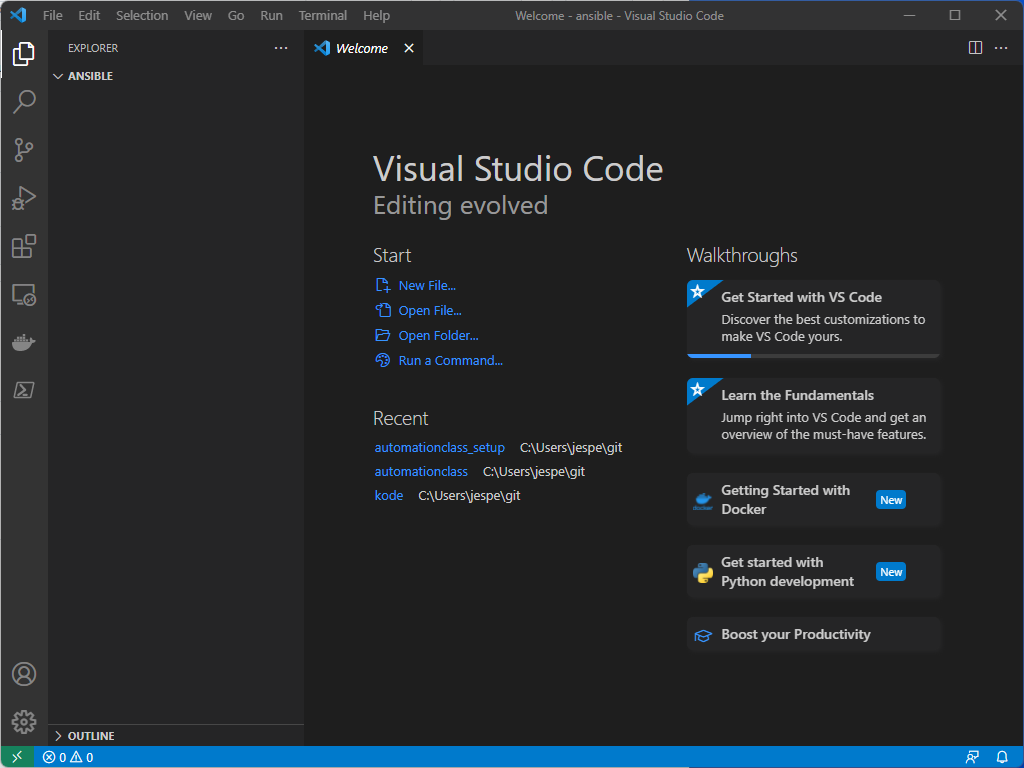 File Edit Selection View Go Run Terminal Help Welcome - ansible - Visual Studio Code
EXPLORER
ANSIBLE
OUTLINE
Welcome
Visual Studio Code
Editing evolved
Start
New File...
Open File...
Open Folder...
Run a Command...
Recent
automationclass_setup C:\Users\jespe\git
automationclass C:\Users\jespe\git
kode C:\Users\jespe\git
Walkthroughs
Get Started with VS Code
Discover the best customizations to
make VS Code yours.
Learn the Fundamentals
Jump right into VS Code and get an
overview of the must-have features.
docker
Getting Started with
Docker
New
Get started with
Python development
New
Boost your Productivity
0 0